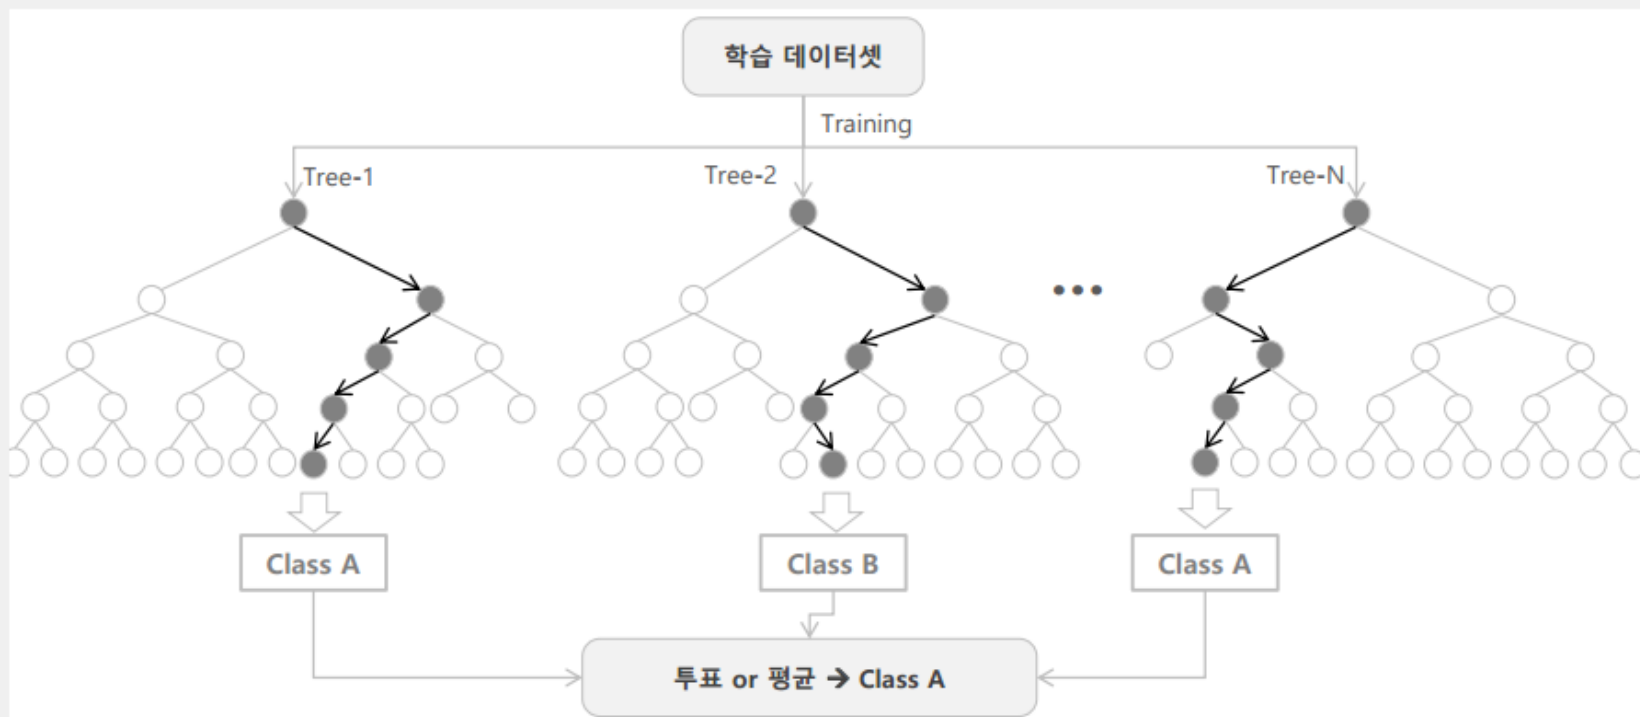 학습 데이터셋
Training
Tree-1
Tree-2
Tree-N
•••
Class A
Class B
Class A
투표 or 평균 → Class A